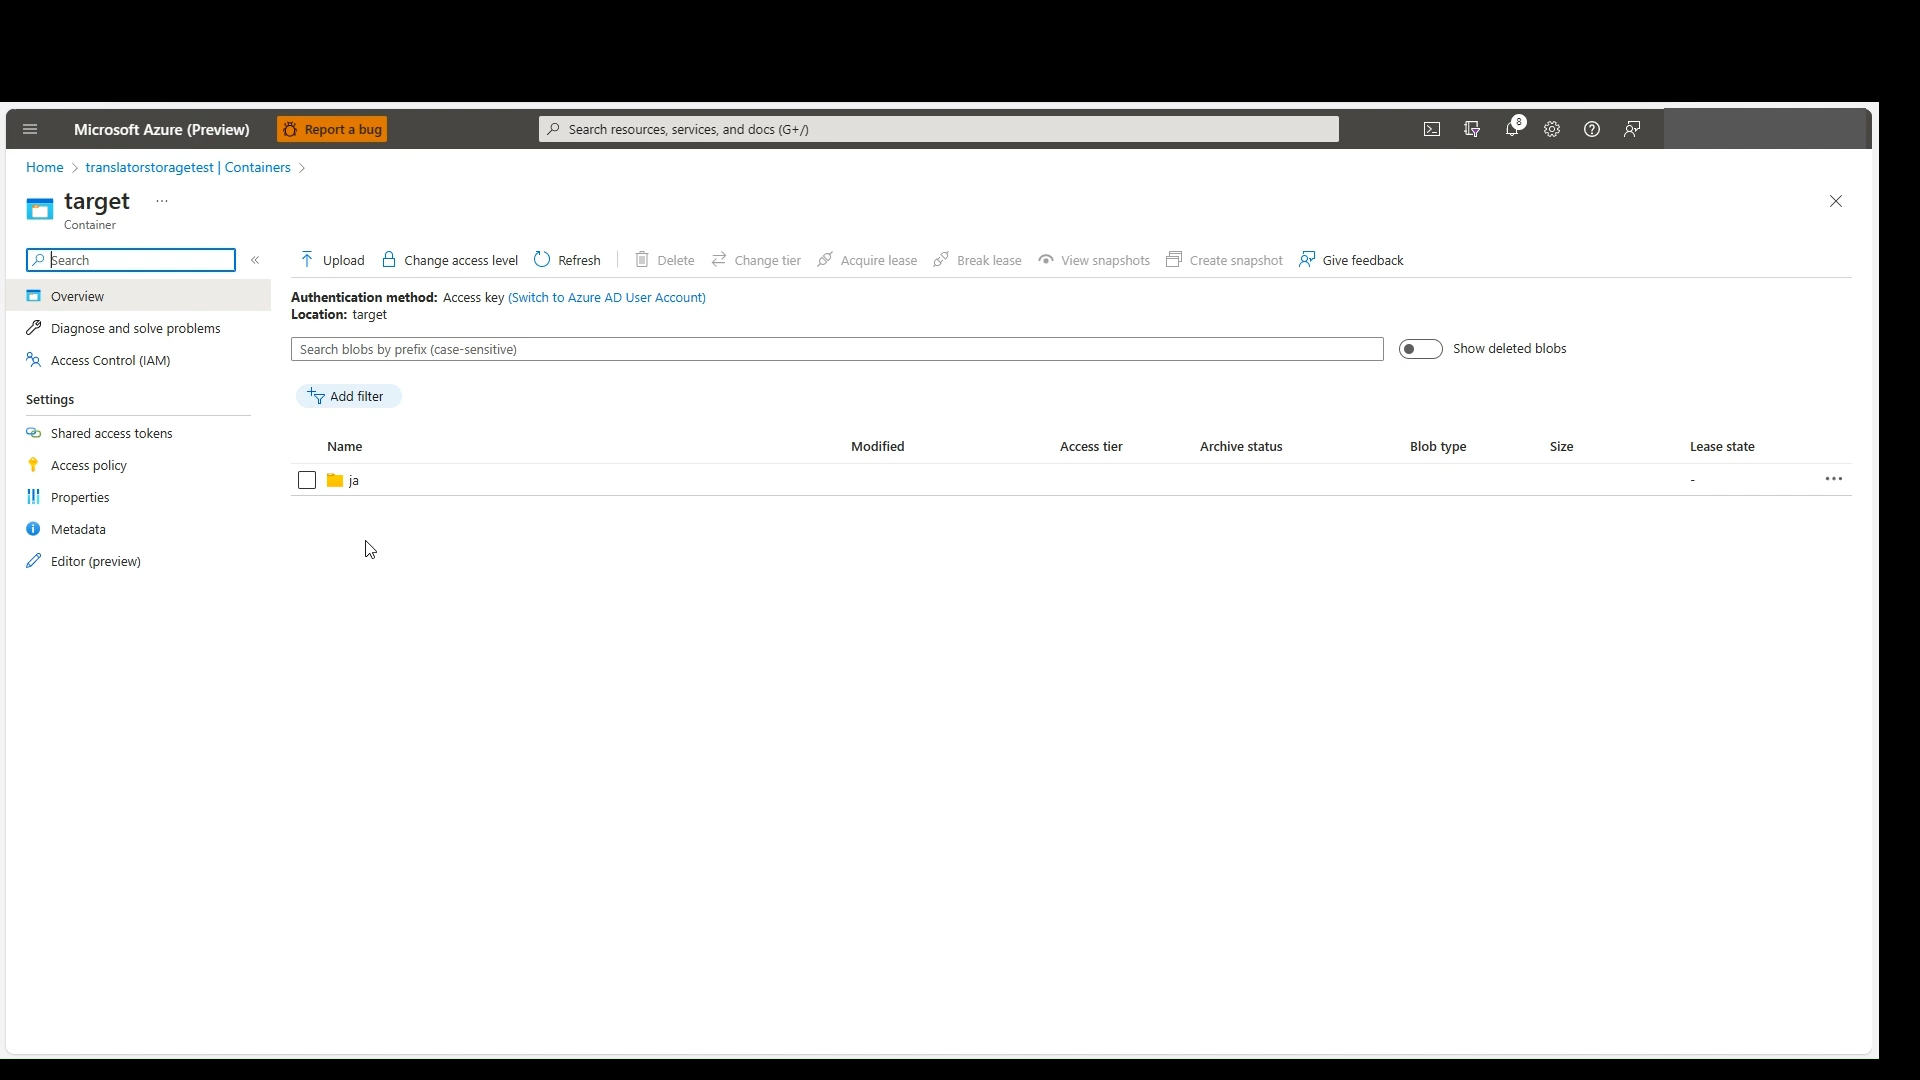 Microsoft Azure (Preview) Report a bug Search resources, services, and docs (G+/) 8
Home > translatorstoragetest | Containers >
target ...
Container
Search «
Upload Change access level Refresh Delete Change tier Acquire lease Break lease View snapshots Create snapshot Give feedback
Overview
Diagnose and solve problems
Access Control (IAM)
Settings
Shared access tokens
Access policy
Properties
Metadata
Editor (preview)
Authentication method: Access key (Switch to Azure AD User Account)
Location: target
Search blobs by prefix (case-sensitive) Show deleted blobs
Add filter
Name Modified Access tier Archive status Blob type Size Lease state
ja - ...